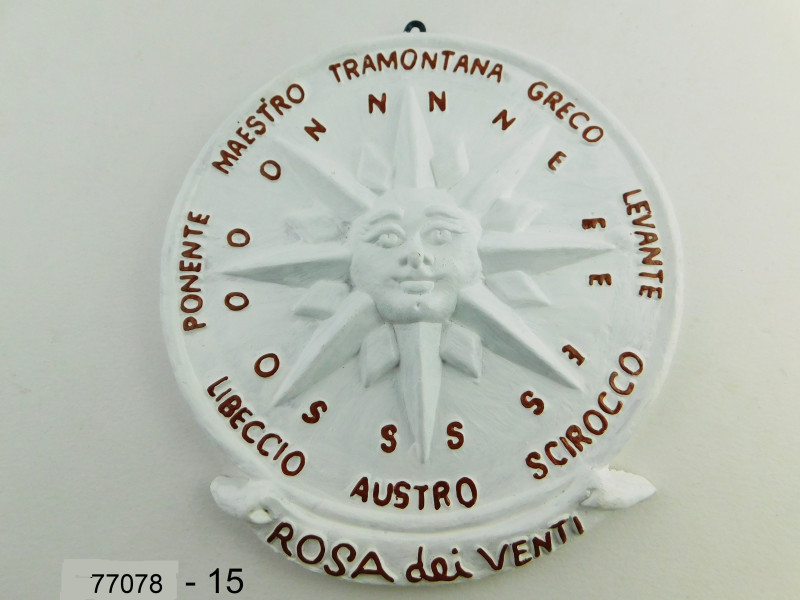 MAESTRO TRAMONTANA GRECO
LEVANTE
SCIROCCO
AUSTRO
LIBECCIO
PONENTE
N N N N
E E E E
S S S S
O O O O
ROSA dei VENTI
77078 - 15